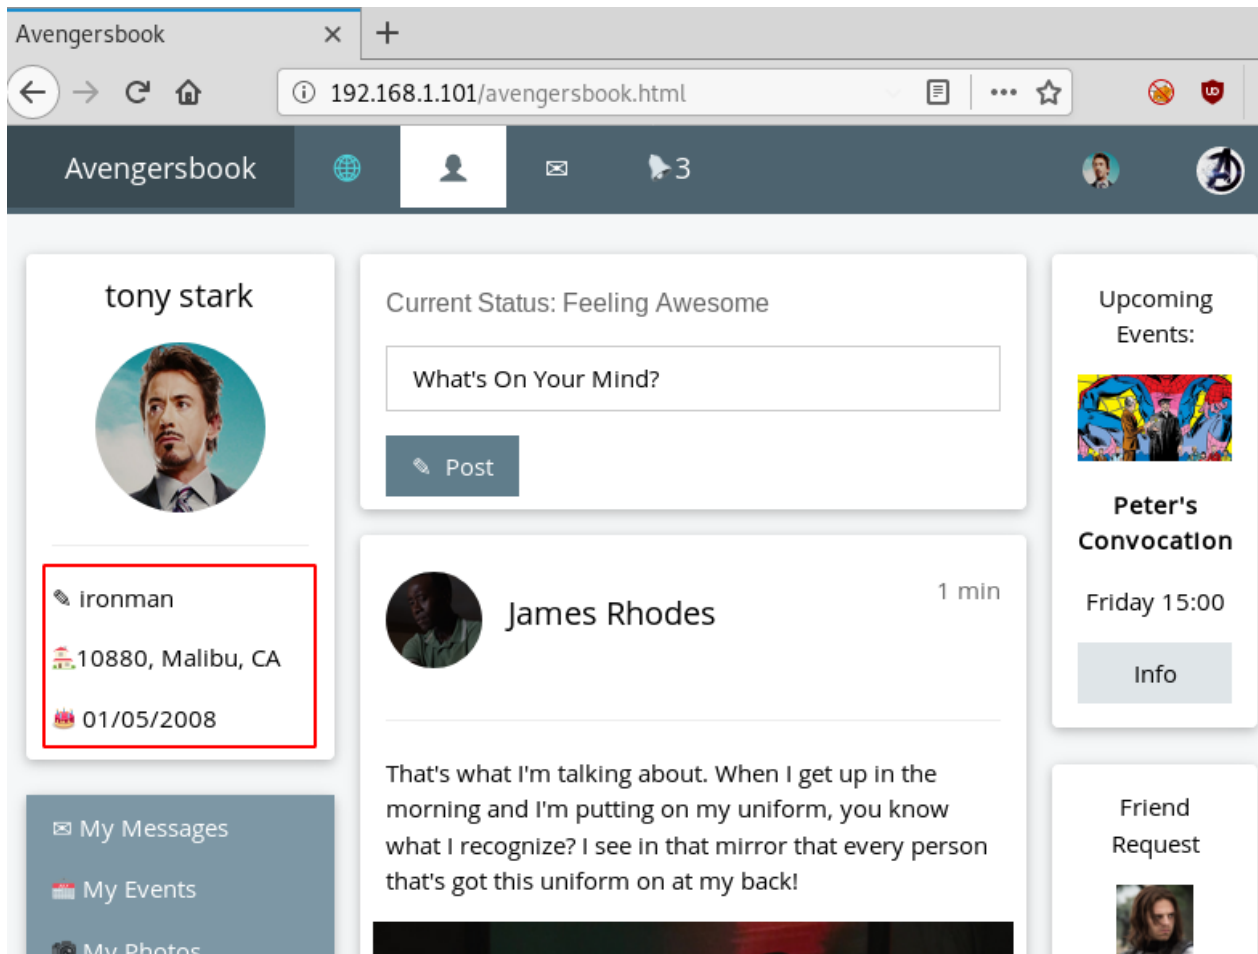 Avengersbook
192.168.1.101/avengersbook.html
Avengersbook
3
tony stark
ironman
10880, Malibu, CA
01/05/2008
My Messages
My Events
My Photos
Current Status: Feeling Awesome
What's On Your Mind?
Post
James Rhodes
1 min
That's what I'm talking about. When I get up in the
morning and I'm putting on my uniform, you know
what I recognize? I see in that mirror that every person
that's got this uniform on at my back!
Upcoming
Events:
Peter's
Convocation
Friday 15:00
Info
Friend
Request